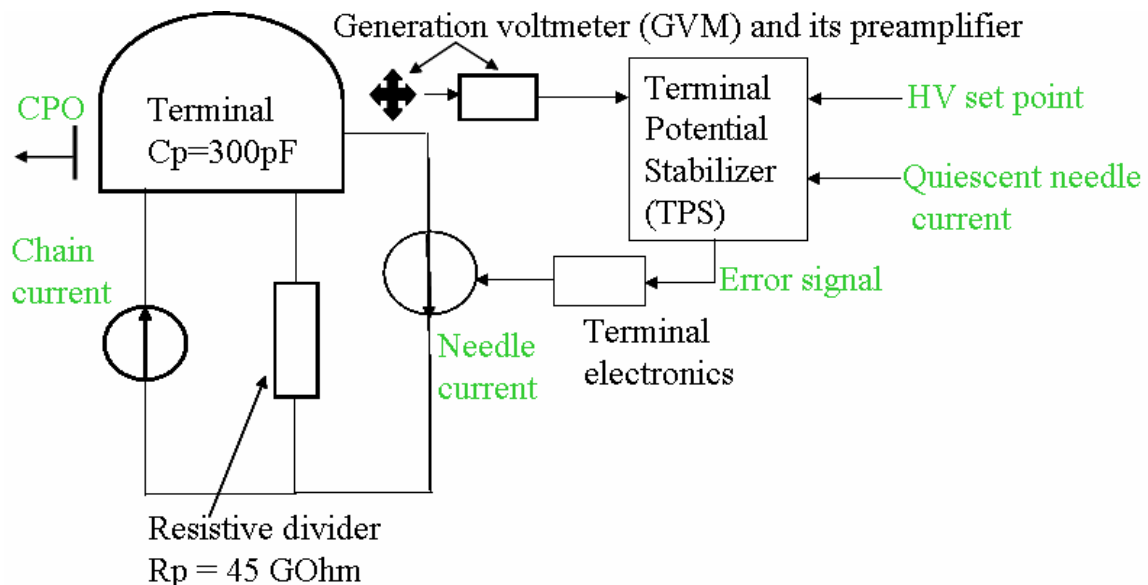 Generation voltmeter (GVM) and its preamplifier
CPO
Terminal
Cp=300pF
Terminal
Potential
Stabilizer
(TPS)
HV set point
Quiescent needle
current
Chain
current
Needle
current
Error signal
Terminal
electronics
Resistive divider
Rp = 45 GOhm